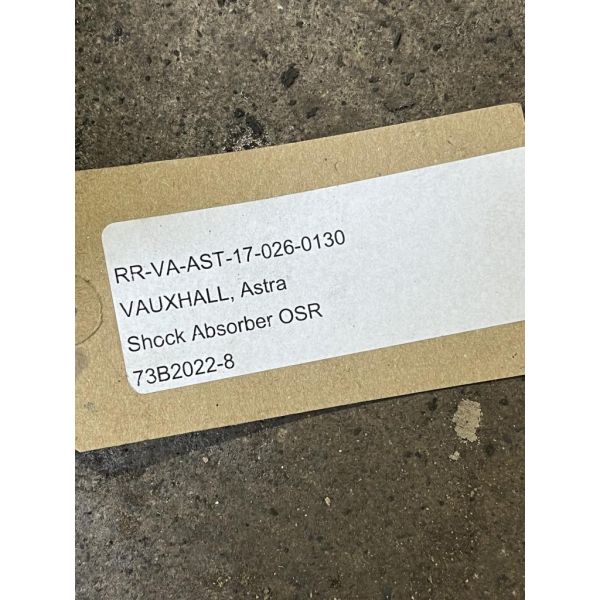 RR-VA-AST-17-026-0130
VAUXHALL, Astra
Shock Absorber OSR
73B2022-8